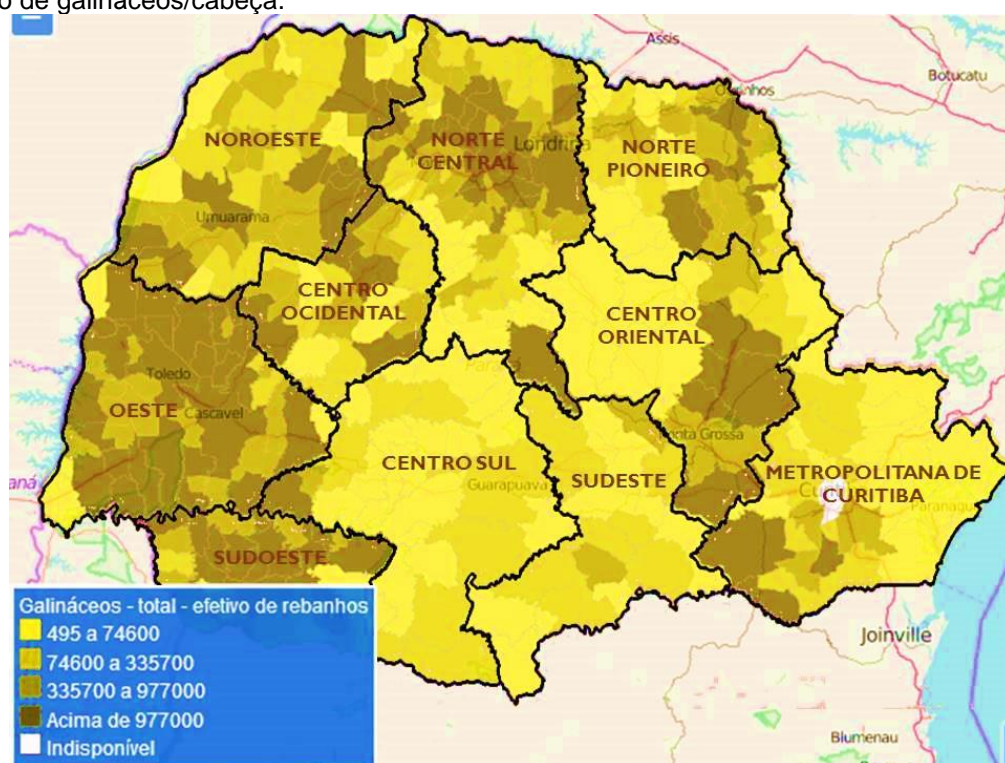 o de galináceos/cabeça.
Assis
Botucatu
NOROESTE
NORTE
CENTRAL
Londrina
NORTE
PIONEIRO
Umuarama
CENTRO
OCIDENTAL
CENTRO
ORIENTAL
Toledo
OESTE
Cascavel
CENTRO SUL
Guarapuava
SUDESTE
Ponta Grossa
METROPOLITANA DE
CURITIBA
Paranaguá
aná
SUDOESTE
Galináceos - total - efetivo de rebanhos
495 a 74600
74600 a 335700
335700 a 977000
Acima de 977000
Indisponível
Joinville
Blumenau